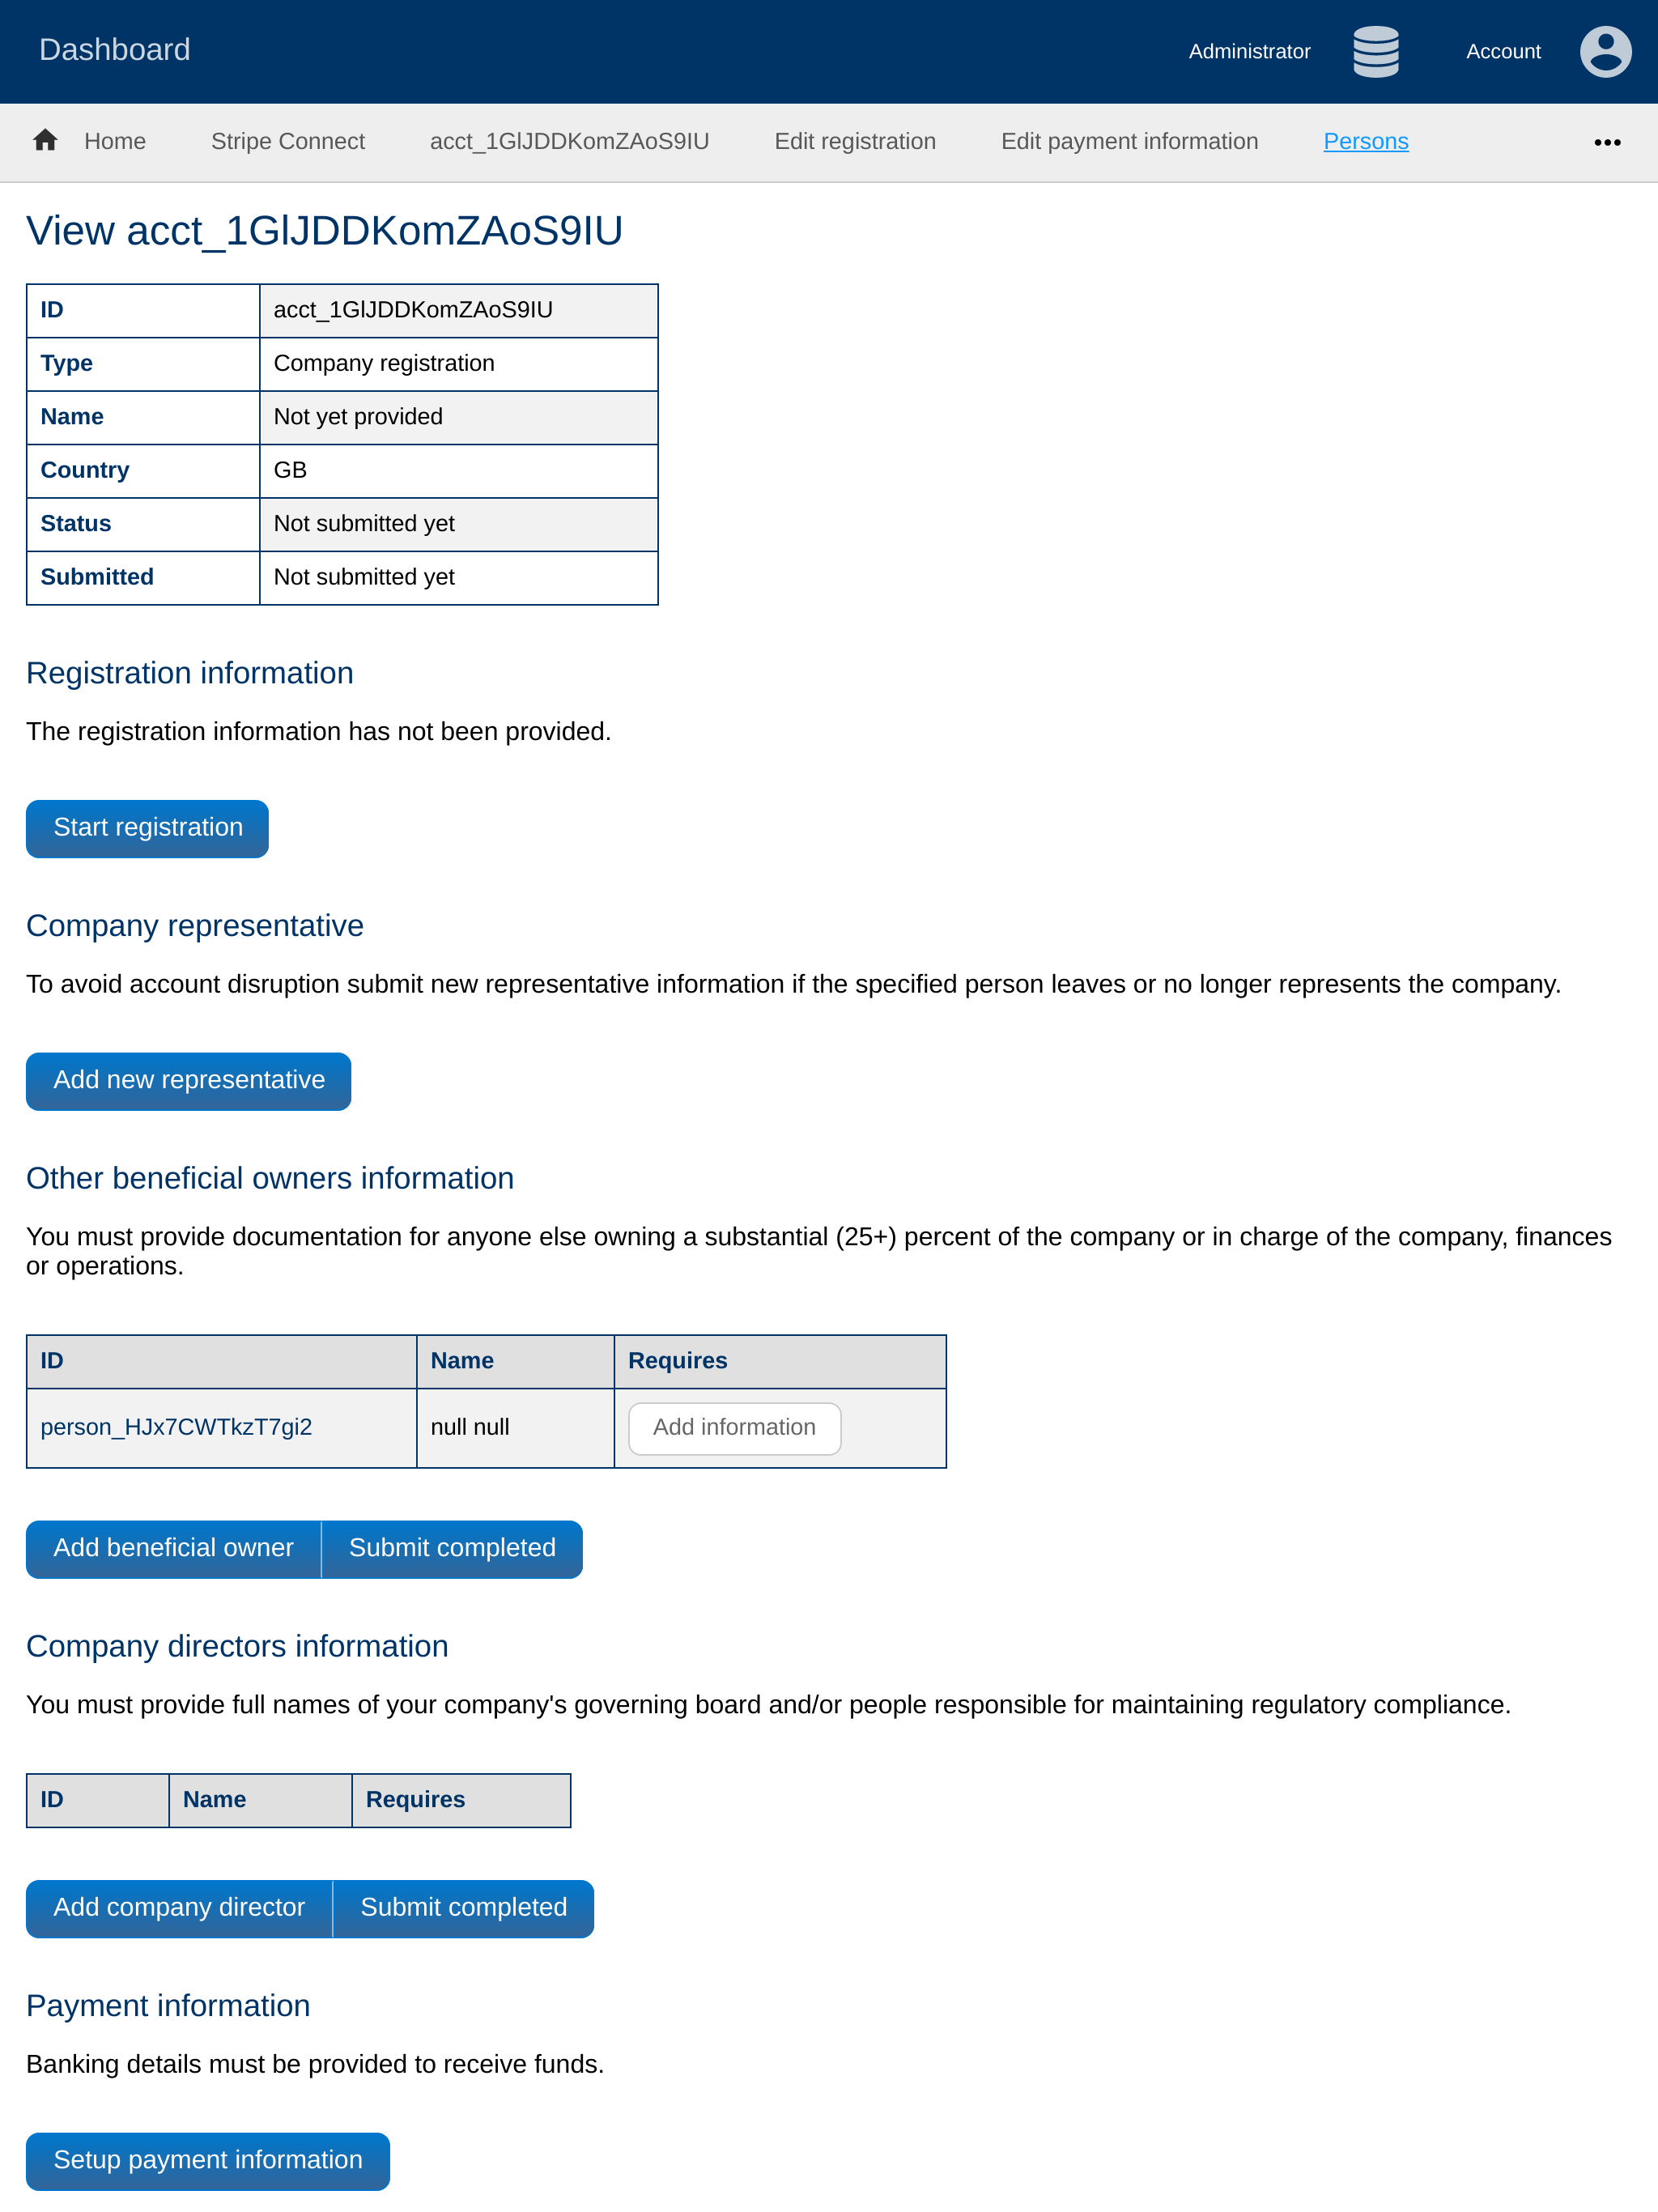 Dashboard
Administrator
Account
Home Stripe Connect acct_1GlJDDKomZAoS9IU Edit registration Edit payment information Persons •••
View acct_1GlJDDKomZAoS9IU
ID acct_1GlJDDKomZAoS9IU
Type Company registration
Name Not yet provided
Country GB
Status Not submitted yet
Submitted Not submitted yet
Registration information
The registration information has not been provided.
Start registration
Company representative
To avoid account disruption submit new representative information if the specified person leaves or no longer represents the company.
Add new representative
Other beneficial owners information
You must provide documentation for anyone else owning a substantial (25+) percent of the company or in charge of the company, finances
or operations.
ID Name Requires
person_HJx7CWTkzT7gi2 null null Add information
Add beneficial owner Submit completed
Company directors information
You must provide full names of your company's governing board and/or people responsible for maintaining regulatory compliance.
ID Name Requires
Add company director Submit completed
Payment information
Banking details must be provided to receive funds.
Setup payment information